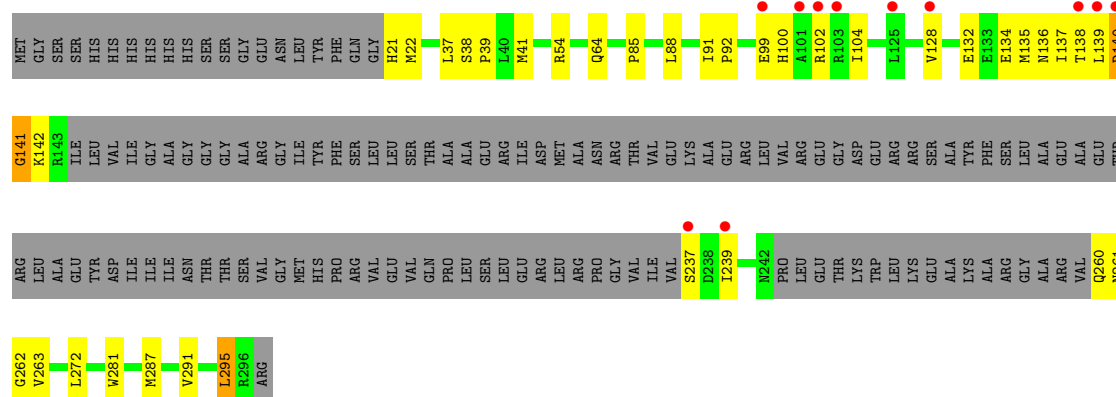 MET GLY SER SER HIS HIS HIS HIS HIS HIS SER SER GLY GLU ASN LEU TYR PHE GLN GLY H21 M22 L37 S38 P39 L40 M41 R54 Q64 P85 L88 I91 P92 E99 H100 A101 R102 R103 I104 L125 V128 E132 E133 E134 M135 N136 I137 T138 L139
G141 K142 R143 ILE LEU VAL ILE GLY ALA GLY GLY GLY ALA ARG GLY ILE TYR PHE SER LEU LEU SER THR ALA ALA GLU ARG ILE ASP MET ALA ASN ARG THR VAL GLU LYS ALA GLU ARG LEU VAL ARG GLU GLY ASP GLU ARG ARG SER ALA TYR PHE SER LEU ALA GLU ALA GLU
ARG LEU ALA GLU TYR ASP ILE ILE ILE ASN THR THR SER VAL GLY MET HIS PRO ARG VAL GLU VAL GLN PRO LEU SER LEU GLU ARG LEU ARG PRO GLY VAL ILE VAL S237 D238 I239 N242 PRO LEU GLU THR LYS TRP LEU LYS GLU ALA LYS ALA ARG GLY ALA ARG VAL Q260
G262 V263 L272 W281 M287 V291 L295 R296 ARG